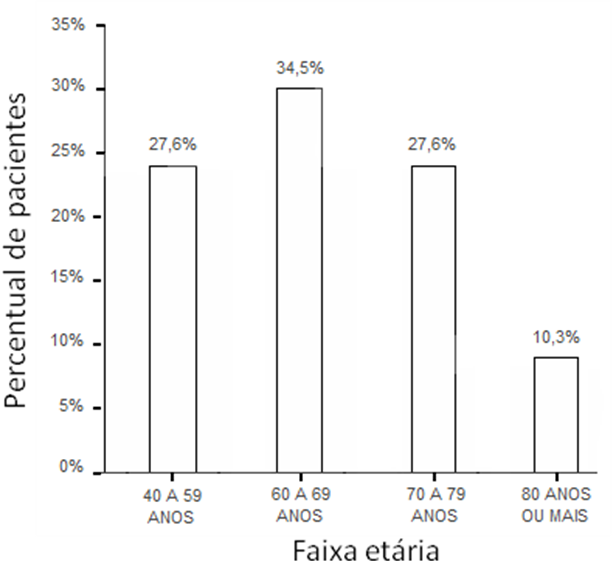 Percentual de pacientes
35%
30%
25%
20%
15%
10%
5%
0%
27,6%
34,5%
27,6%
10,3%
40 A 59
ANOS
60 A 69
ANOS
70 A 79
ANOS
80 ANOS
OU MAIS
Faixa etária